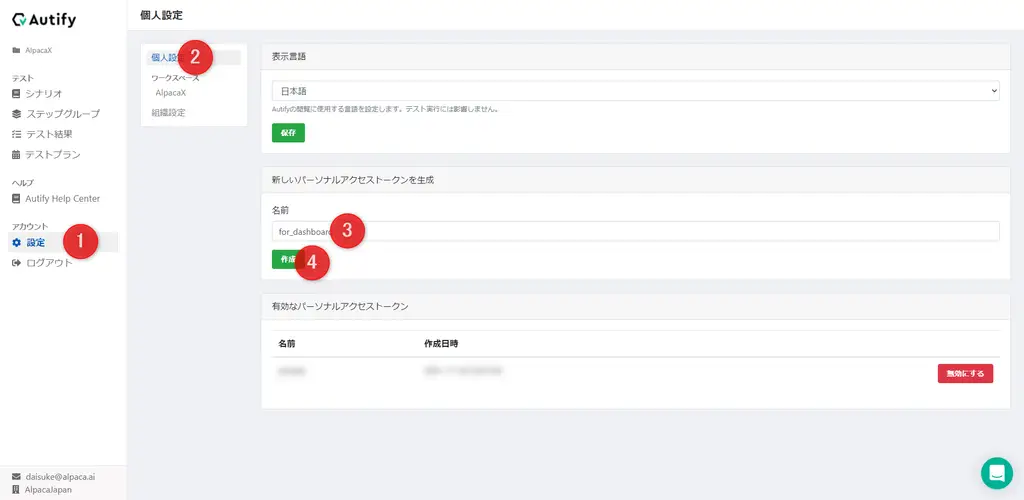 Autify
個人設定
AlpacaX
テスト
シナリオ
ステップグループ
テスト結果
テストプラン
ヘルプ
Autify Help Center
アカウント
設定
1
ログアウト
daisuke@alpaca.ai
AlpacaJapan
個人設定
2
ワークスペース
AlpacaX
組織設定
表示言語
日本語
Autifyの閲覧に使用する言語を設定します。テスト実行には影響しません。
保存
新しいパーソナルアクセストークンを生成
名前
for_dashboard
3
作成
4
有効なパーソナルアクセストークン
名前 作成日時
無効にする